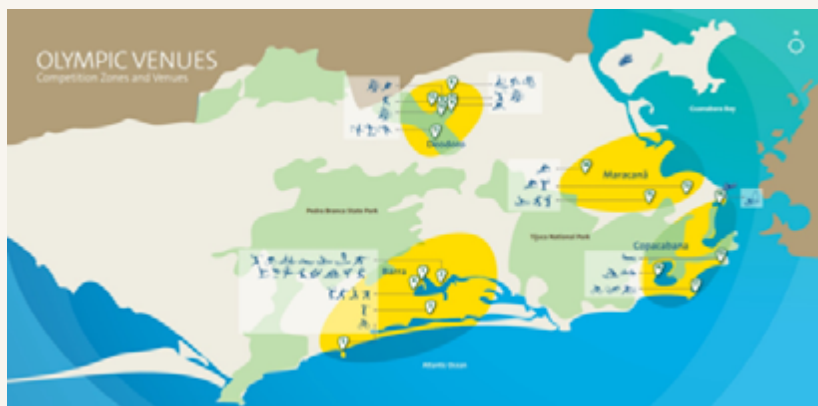 OLYMPIC VENUES
Competition Zones and Venues
Guanabara Bay
Deodoro
Maracanã
Pedra Branca State Park
Tijuca National Park
Copacabana
Barra
Atlantic Ocean